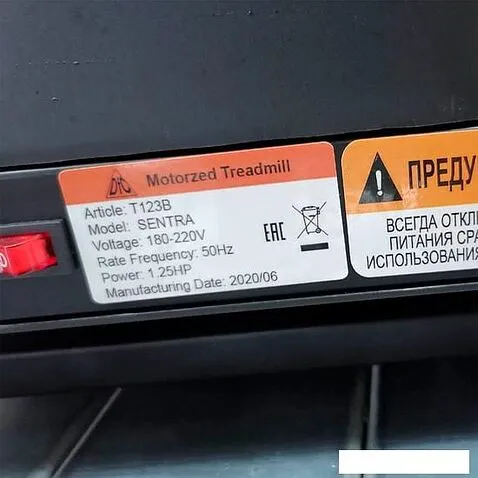 DFC Motorzed Treadmill
Article: T123B
Model: SENTRA
Voltage: 180-220V
Rate Frequency: 50Hz
Power: 1.25HP
Manufacturing Date: 2020/06
EAC
ПРЕДУ
ВСЕГДА ОТКЛ
ПИТАНИЯ СРА
ИСПОЛЬЗОВАНИЯ